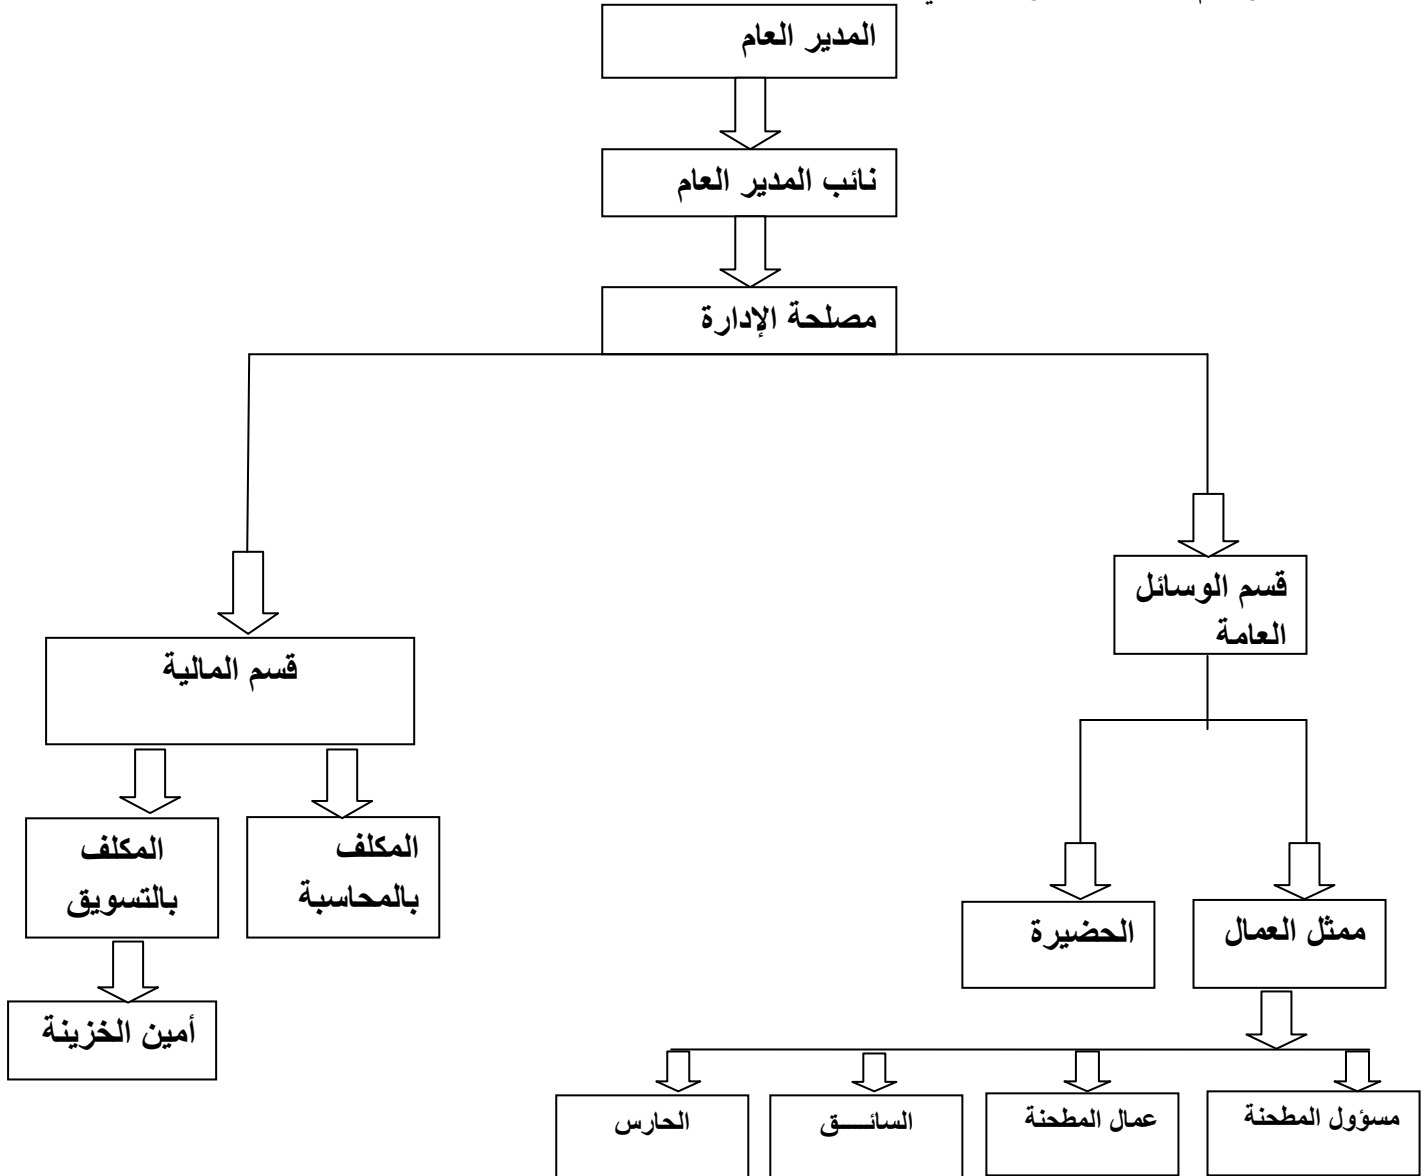 المدير العام
نائب المدير العام
مصلحة الإدارة
قسم الوسائل
العامة
قسم المالية
المكلف
بالمحاسبة
المكلف
بالتسويق
ممثل العمال
الحضيرة
أمين الخزينة
مسؤول المطحنة
عمال المطحنة
السائــــق
الحارس